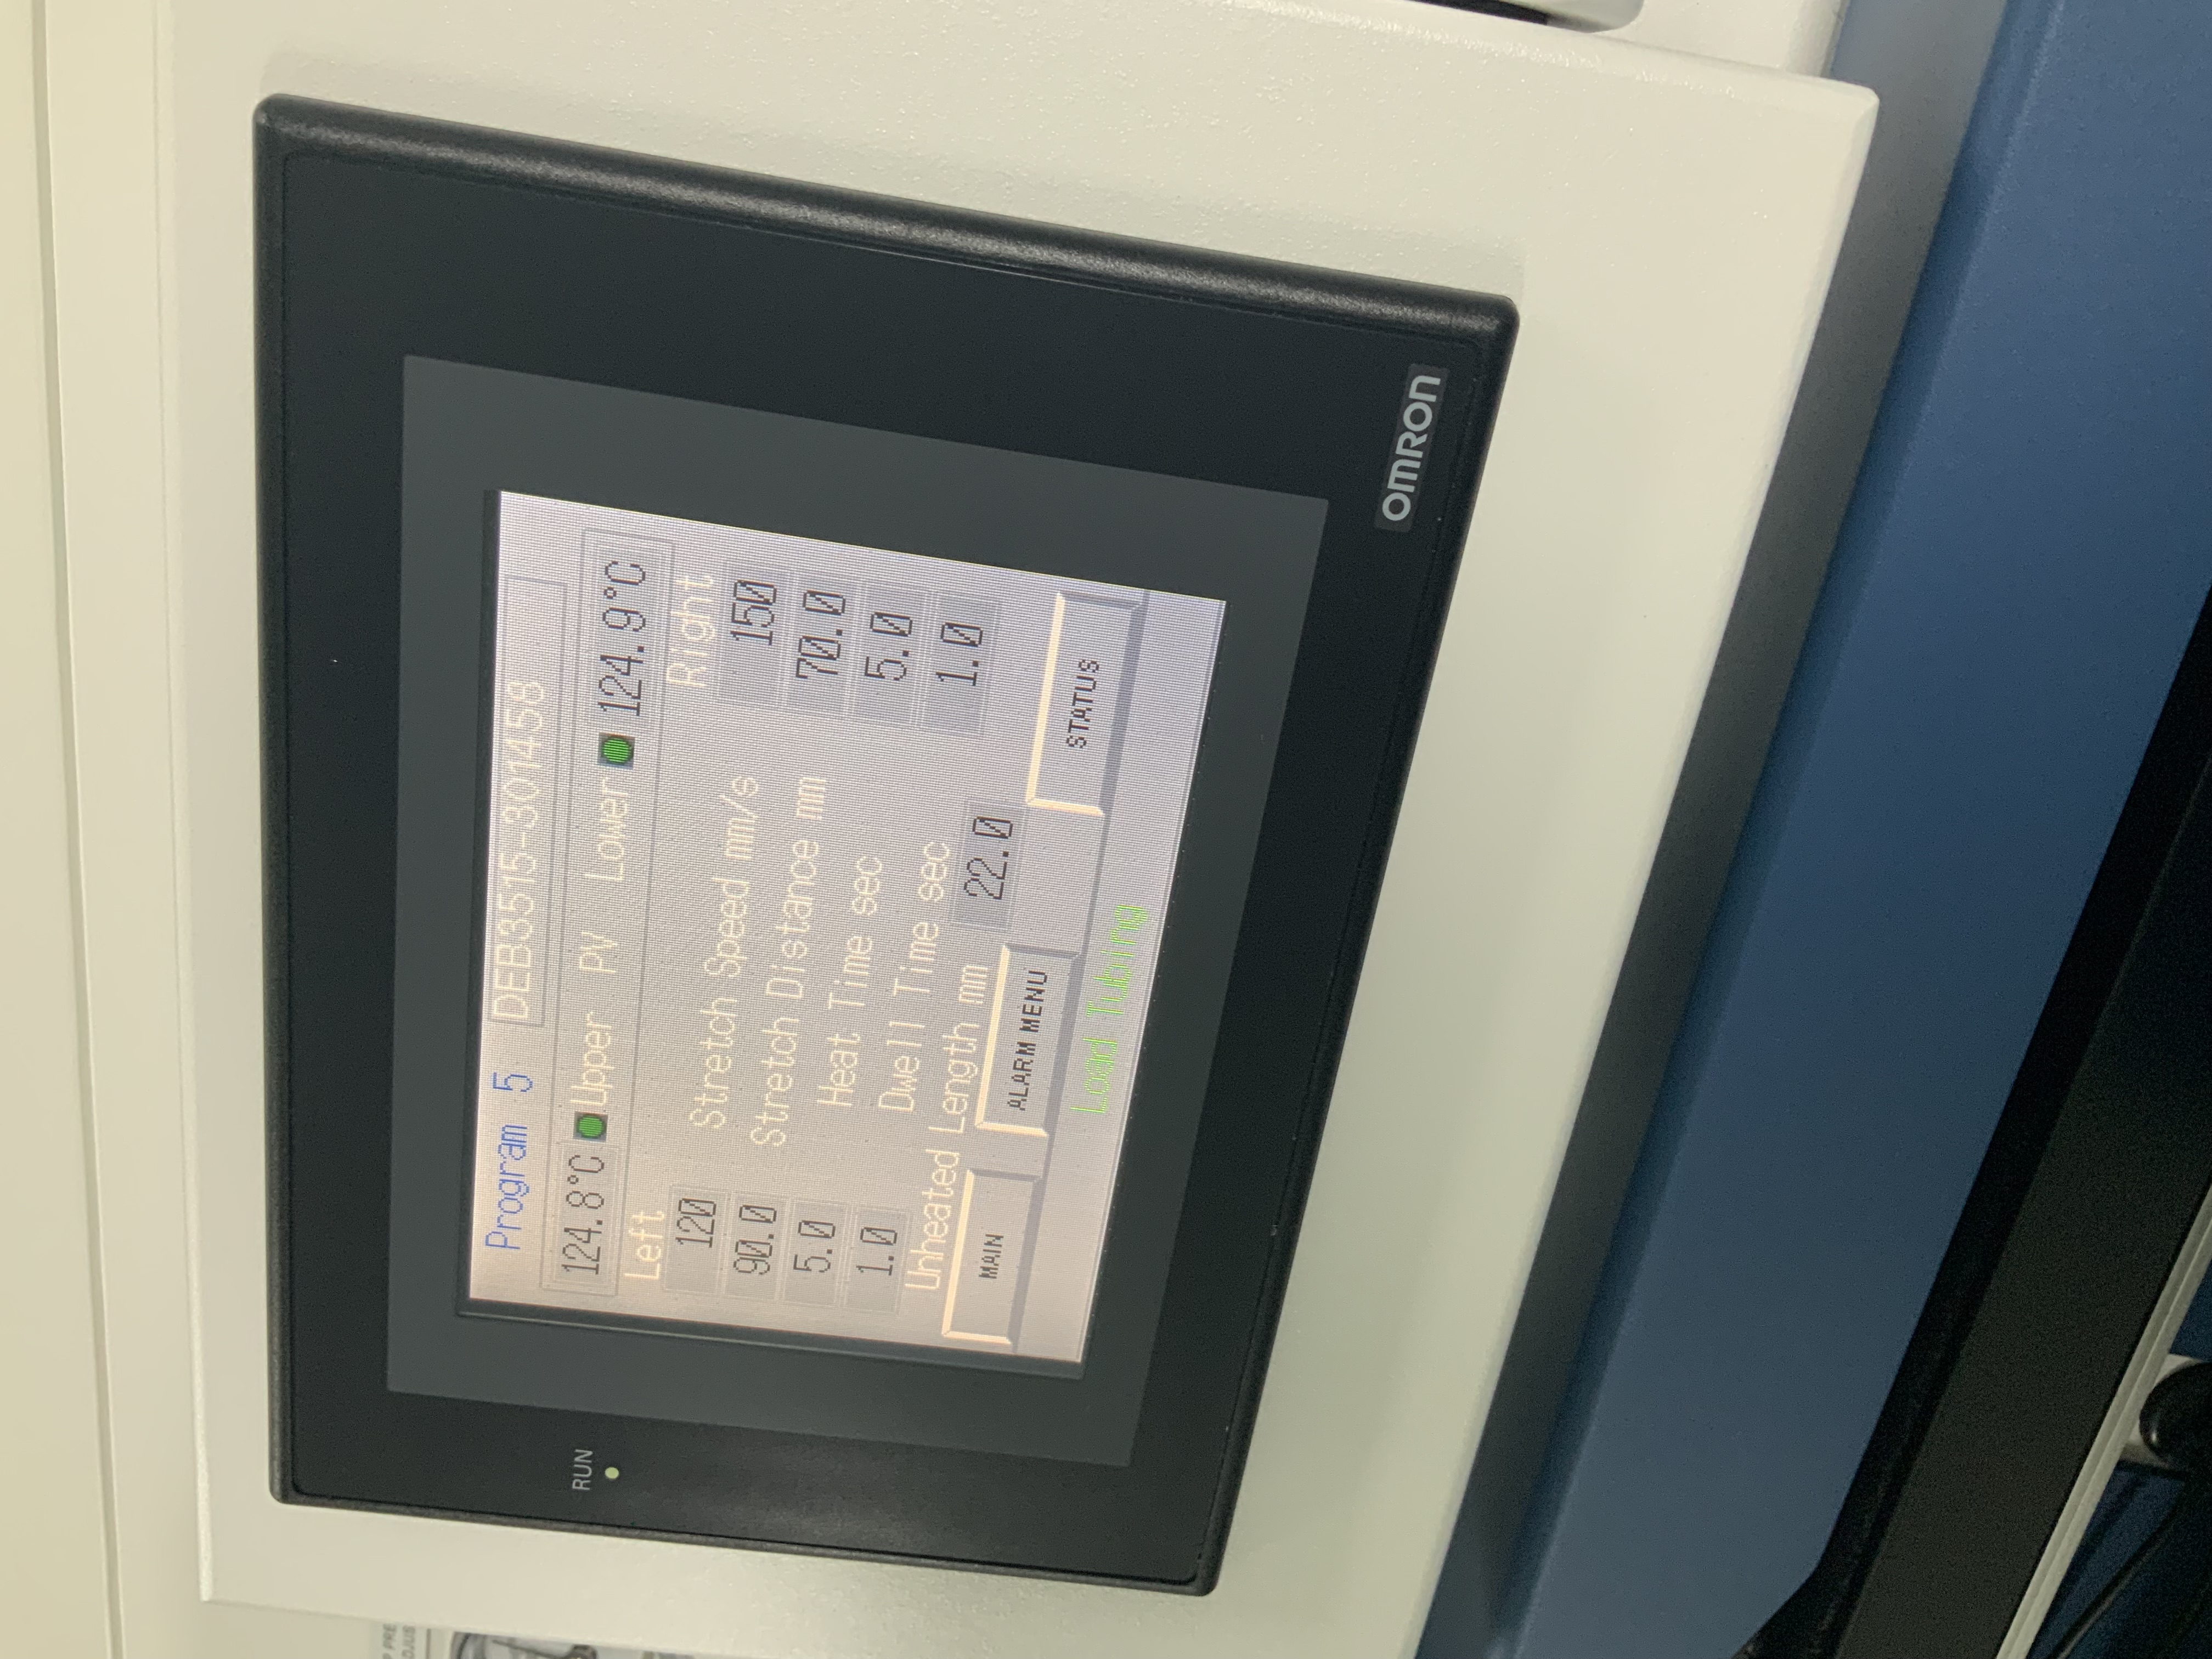 P PRE
DJUS
RUN
Program 5 DEB3515-301458
124.8°C Upper PV Lower 124.9°C
Left Right
120 Stretch Speed mm/s 150
90.0 Stretch Distance mm 70.0
5.0 Heat Time sec 5.0
1.0 Dwell Time sec 1.0
Unheated Length mm 22.0
MAIN ALARM MENU STATUS
Load Tubing
OMRON